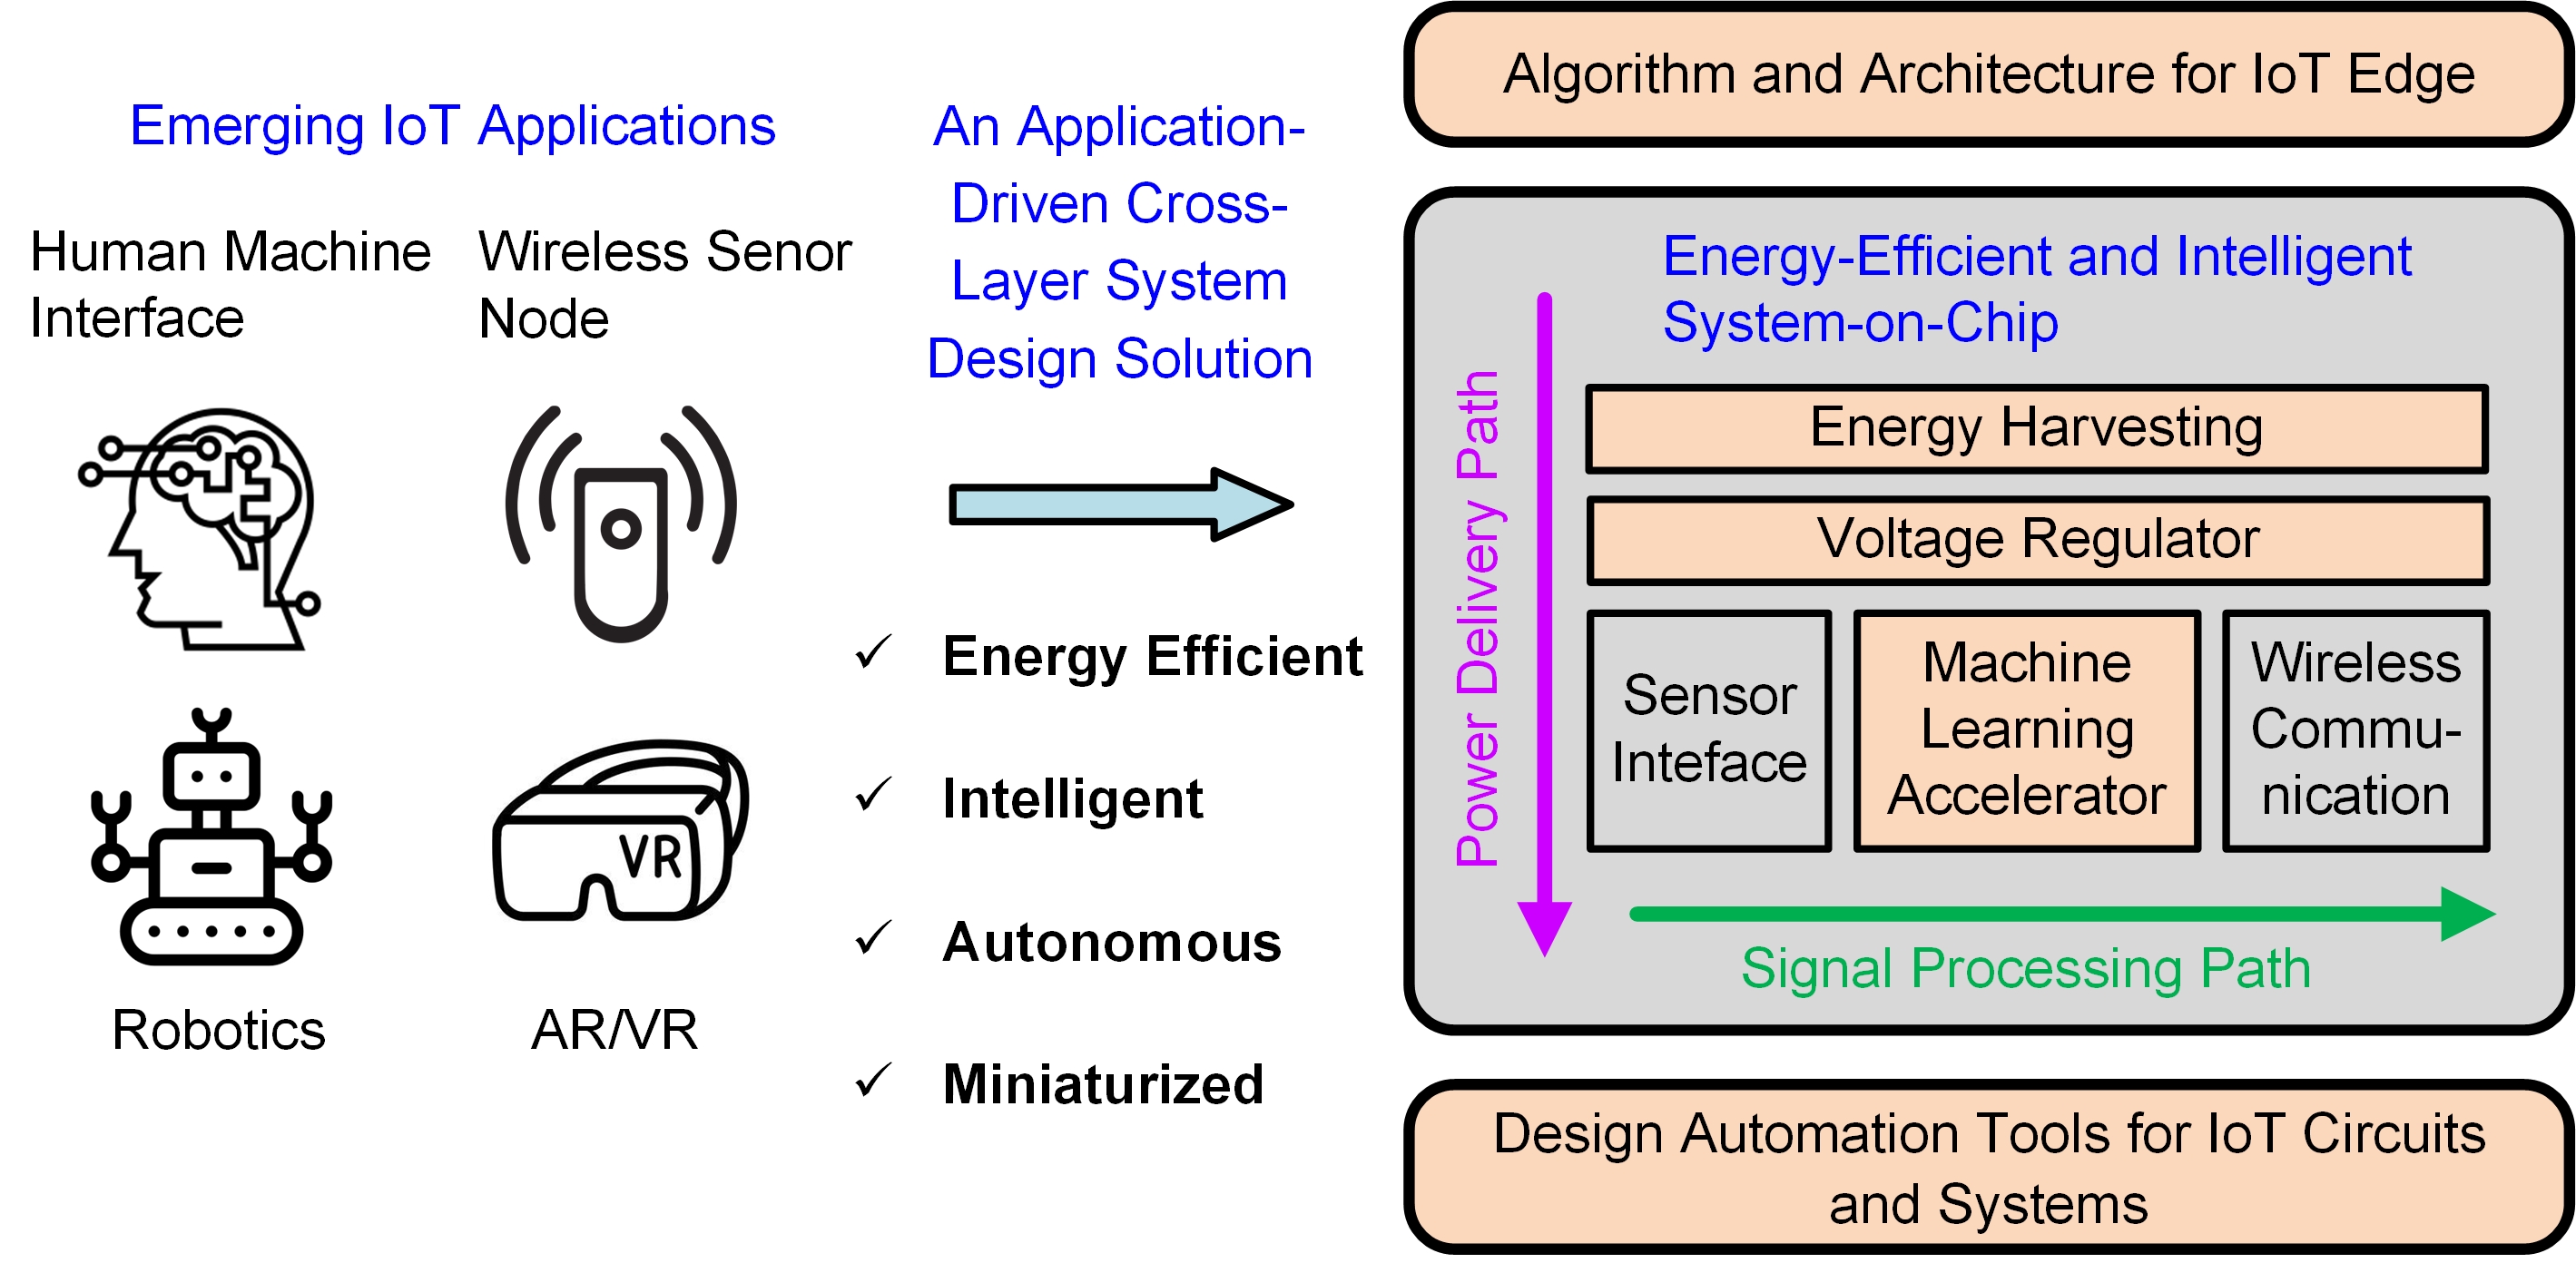 Emerging IoT Applications
Human Machine
Interface
Wireless Senor
Node
VR
Robotics
AR/VR
An Application-
Driven Cross-
Layer System
Design Solution
✓ Energy Efficient
✓ Intelligent
✓ Autonomous
✓ Miniaturized
Algorithm and Architecture for IoT Edge
Energy-Efficient and Intelligent
System-on-Chip
Power Delivery Path
Energy Harvesting
Voltage Regulator
Sensor
Inteface
Machine
Learning
Accelerator
Wireless
Commu-
nication
Signal Processing Path
Design Automation Tools for IoT Circuits
and Systems